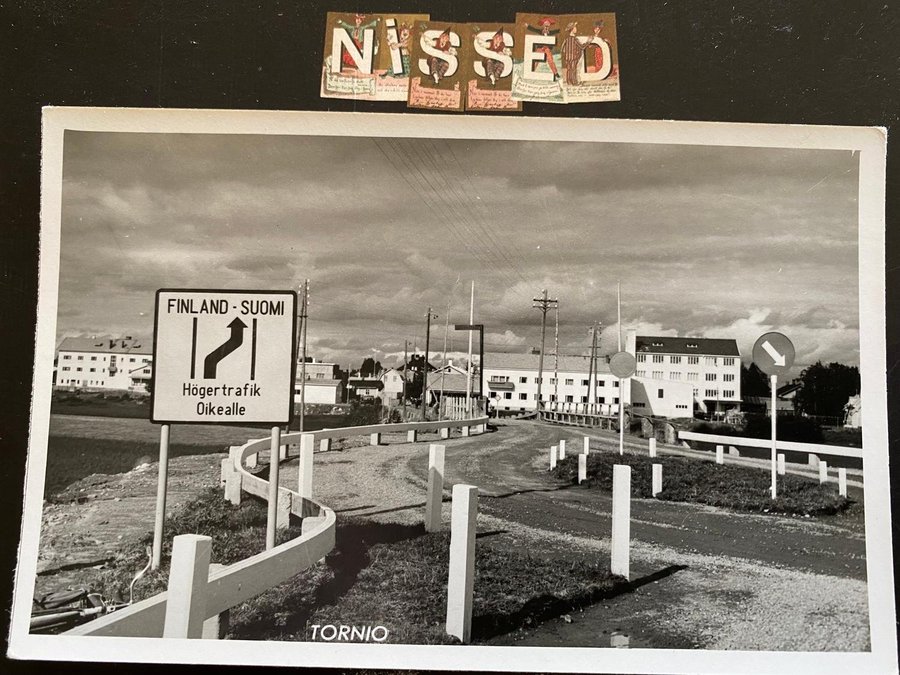 NiSSED
FINLAND - SUOMI
Högertrafik
Oikealle
TORNIO